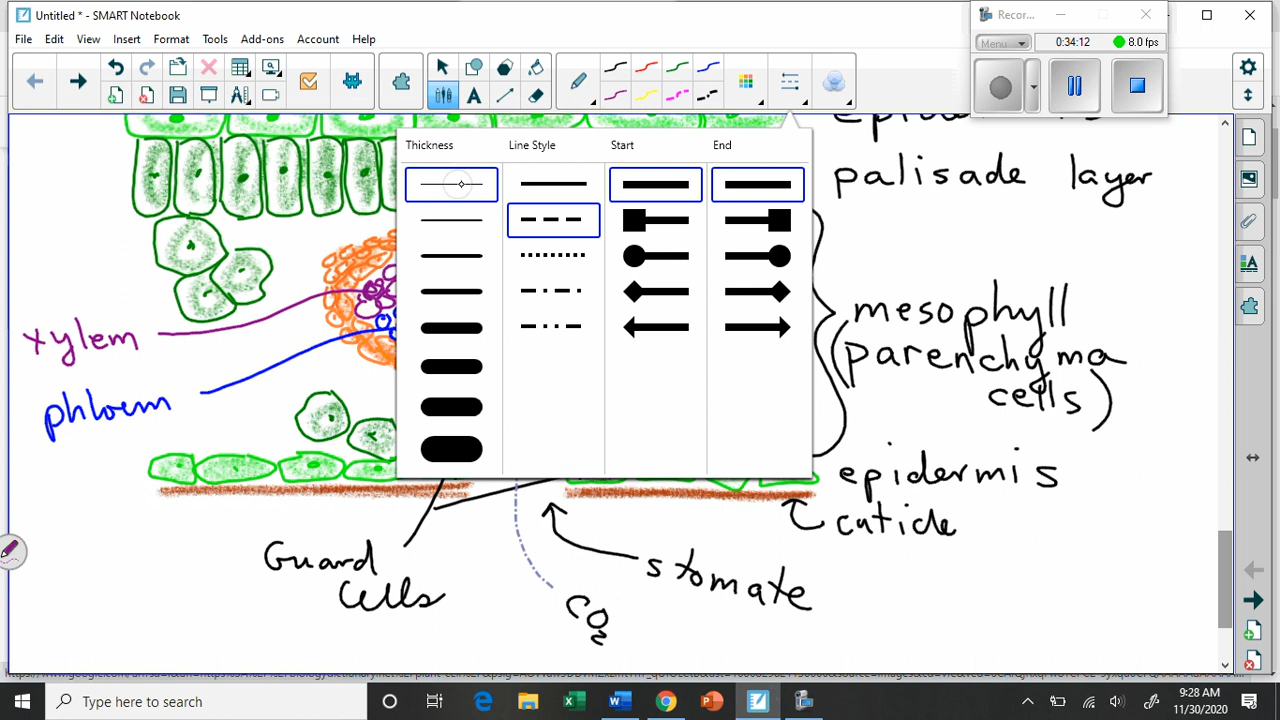 Untitled * - SMART Notebook
Recor...
File Edit View Insert Format Tools Add-ons Account Help
Menu 0:34:12 8.0 fps
Thickness Line Style Start End
palisade layer
mesophyll
(parenchyma
cells)
xylem
phloem
epidermis
cuticle
Guard
Cells
stomate
CO2
Type here to search
9:28 AM
11/30/2020